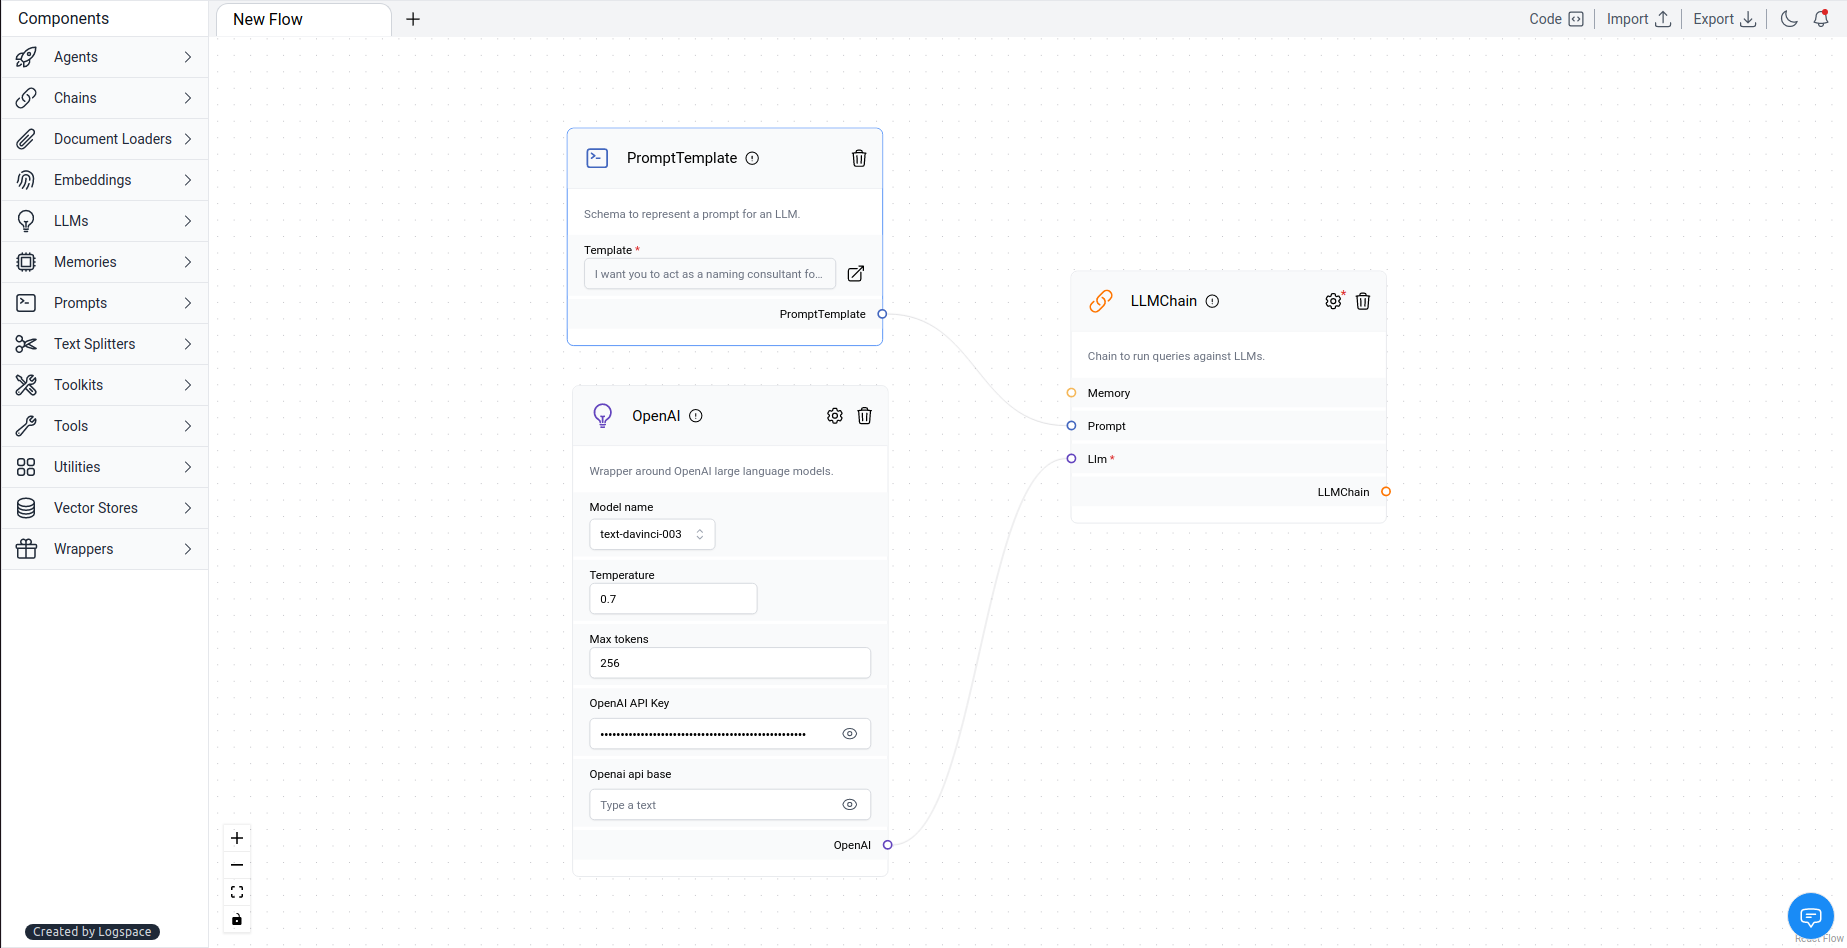 Components
New Flow
Code
Import
Export
Agents
Chains
Document Loaders
Embeddings
LLMs
Memories
Prompts
Text Splitters
Toolkits
Tools
Utilities
Vector Stores
Wrappers
Created by Logspace
PromptTemplate
Schema to represent a prompt for an LLM.
Template *
I want you to act as a naming consultant fo...
PromptTemplate
OpenAI
Wrapper around OpenAI large language models.
Model name
text-davinci-003
Temperature
0.7
Max tokens
256
OpenAI API Key
Openai api base
Type a text
OpenAI
LLMChain
*
Chain to run queries against LLMs.
Memory
Prompt
Llm *
LLMChain
React Flow